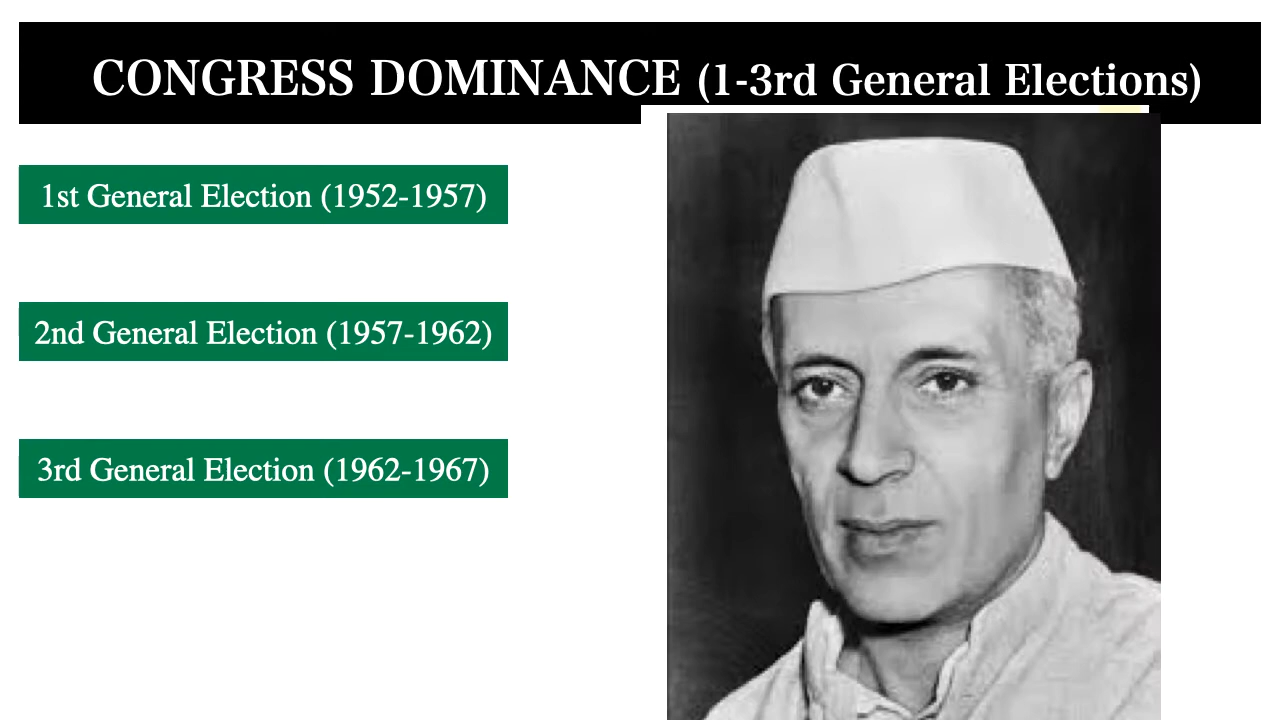 CONGRESS DOMINANCE (1-3rd General Elections)
1st General Election (1952-1957)
2nd General Election (1957-1962)
3rd General Election (1962-1967)